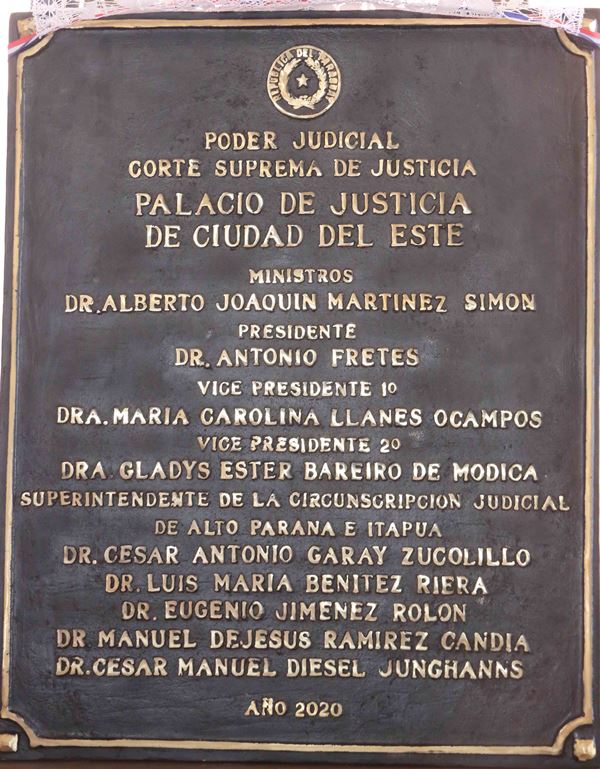 REPUBLICA DEL PARAGUAY
PODER JUDICIAL
CORTE SUPREMA DE JUSTICIA
PALACIO DE JUSTICIA
DE CIUDAD DEL ESTE
MINISTROS
DR. ALBERTO JOAQUIN MARTINEZ SIMON
PRESIDENTE
DR. ANTONIO FRETES
VICE PRESIDENTE 1º
DRA. MARIA CAROLINA LLANES OCAMPOS
VICE PRESIDENTE 2º
DRA. GLADYS ESTER BAREIRO DE MODICA
SUPERINTENDENTE DE LA CIRCUNSCRIPCION JUDICIAL
DE ALTO PARANA E ITAPUA
DR. CESAR ANTONIO GARAY ZUCOLILLO
DR. LUIS MARIA BENITEZ RIERA
DR. EUGENIO JIMENEZ ROLON
DR MANUEL DEJESUS RAMIREZ CANDIA
DR. CESAR MANUEL DIESEL JUNGHANNS
AÑO 2020